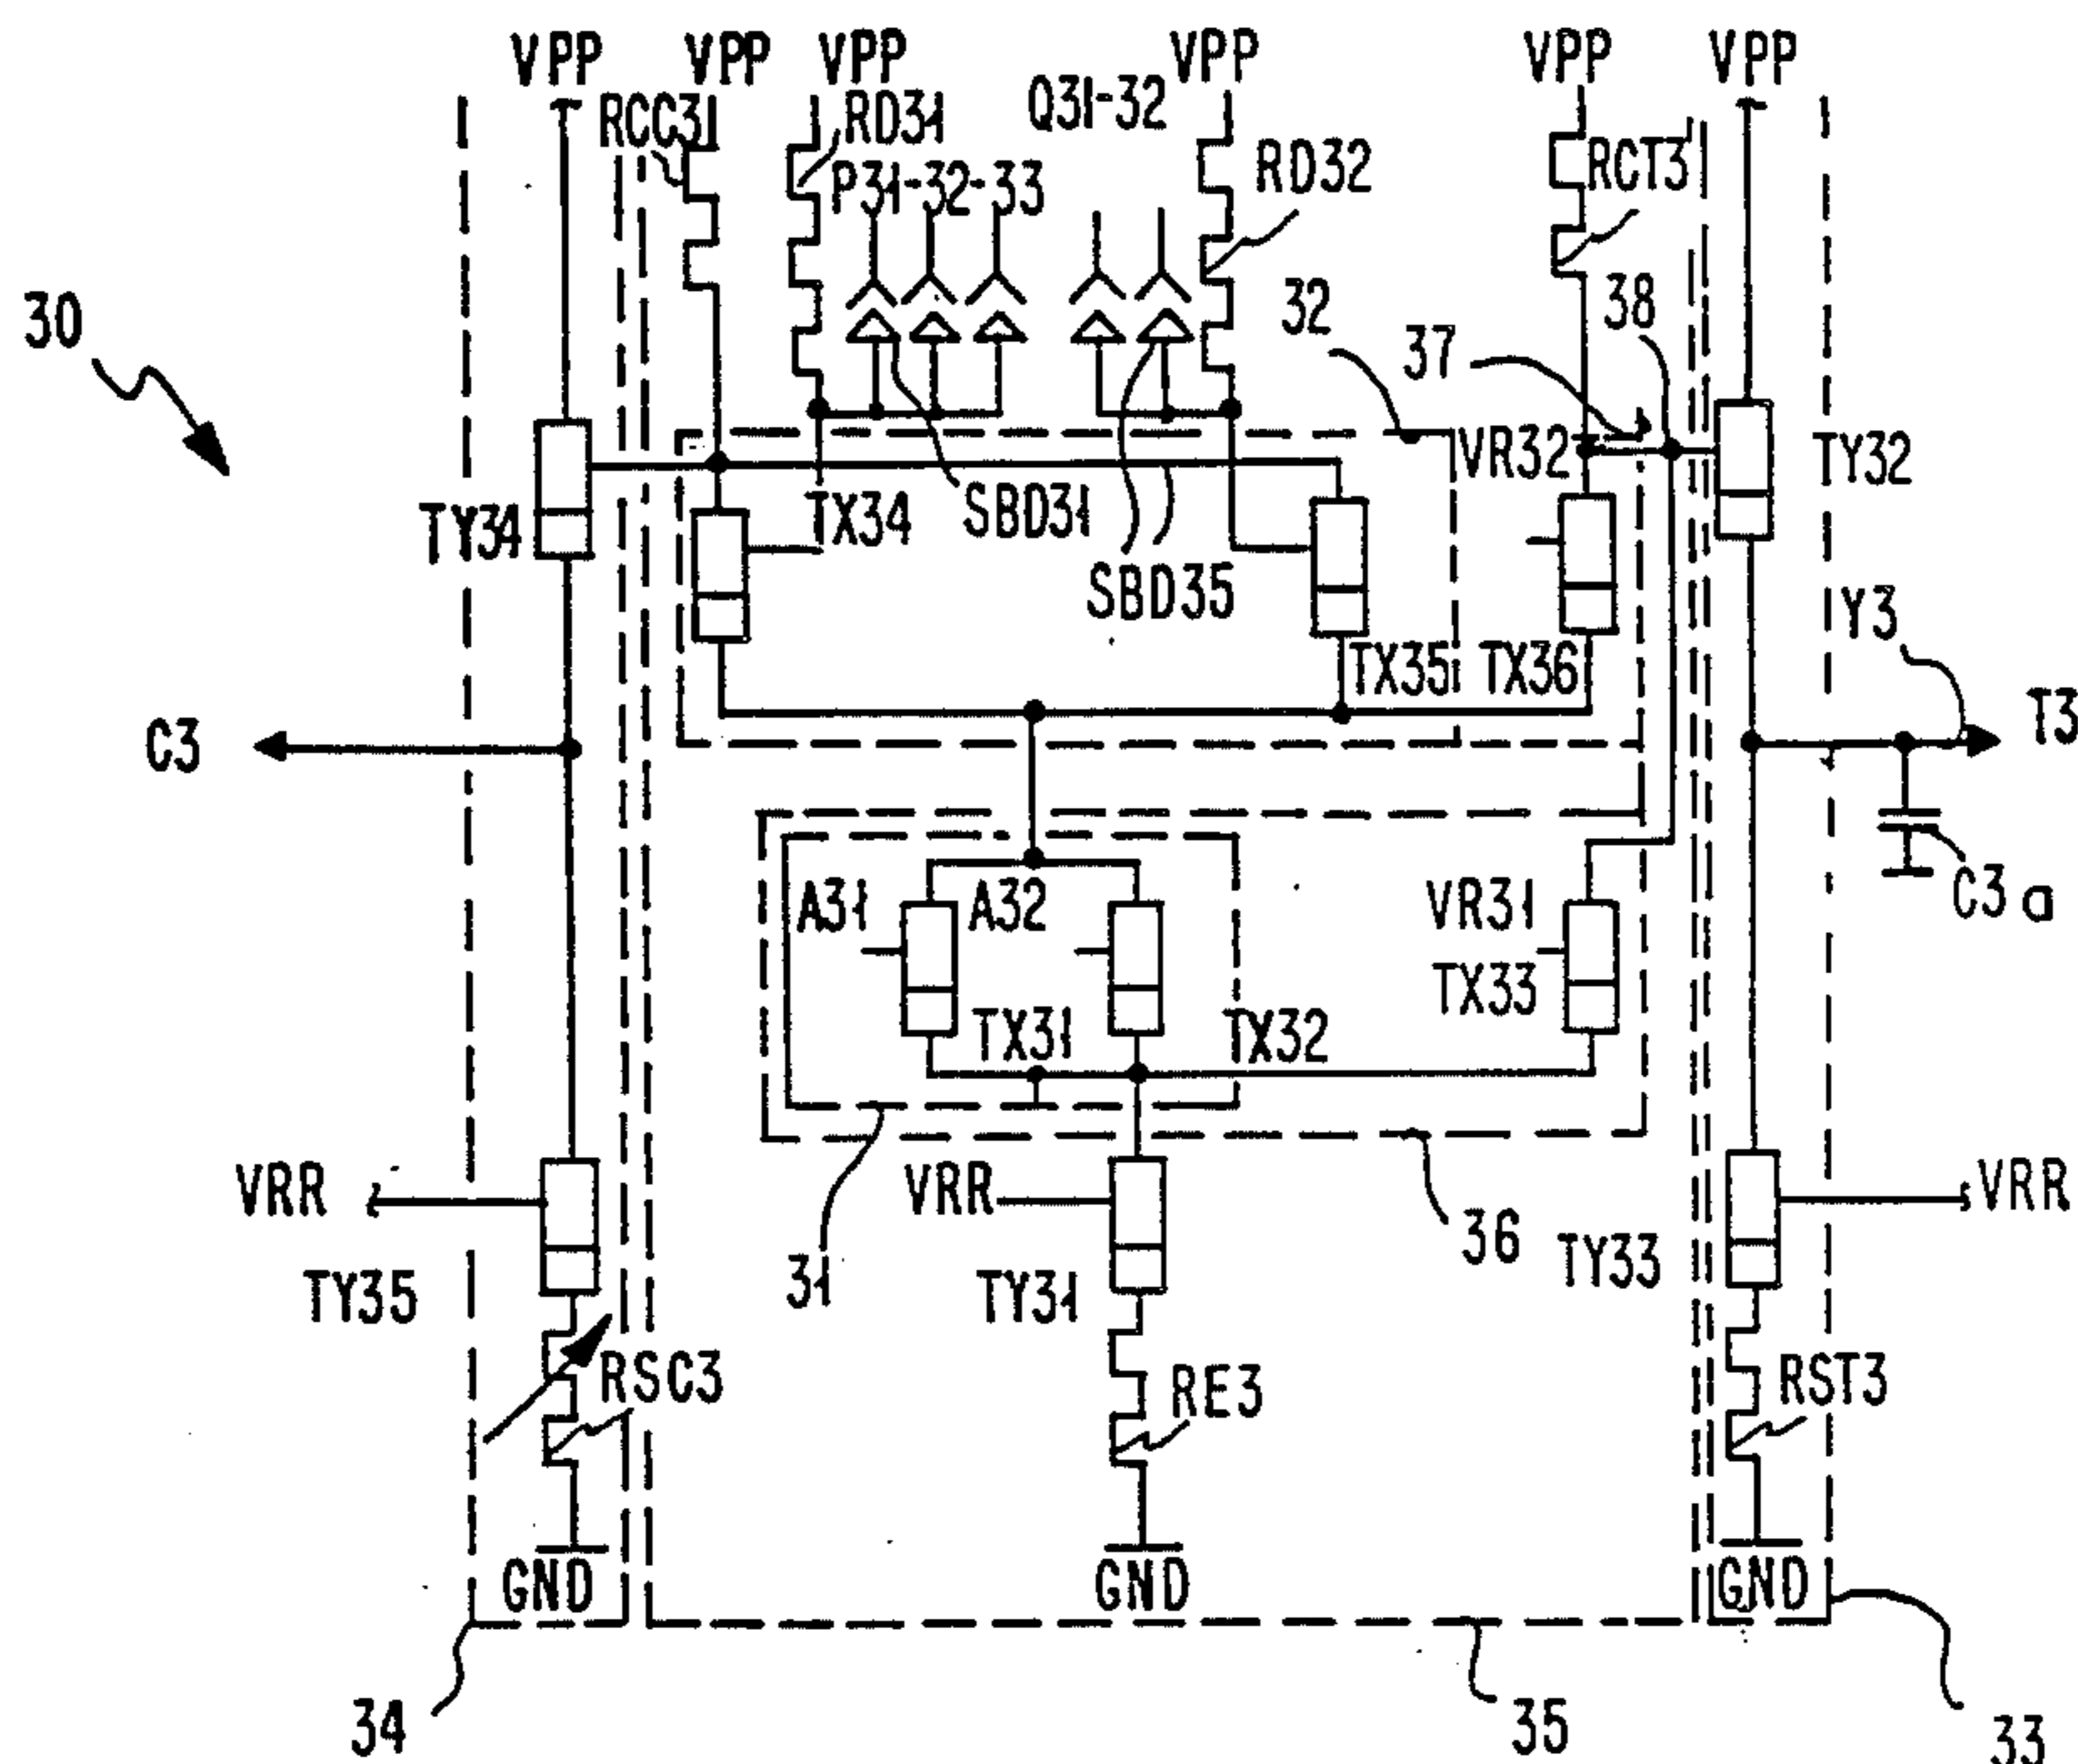 VPP VPP VPP VPP VPP VPP
RCC31 RD31 Q31-32 RD32 RCT3
P31-32-33
30 32 37 38
VR32 TY32
TY34 TX34 SBD31
SBD35 Y3
TX35 TX36
C3 T3
A31 A32 VR31 C3a
TX33
TX31 TX32
VRR VRR VRR
31 36
TY35 TY31 TY33
RSC3 RE3 RST3
GND GND GND
34 35 33